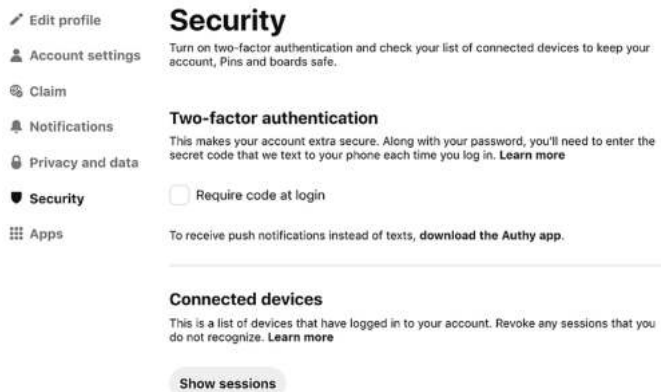 Edit profile
Account settings
Claim
Notifications
Privacy and data
Security
Apps
Security
Turn on two-factor authentication and check your list of connected devices to keep your
account, Pins and boards safe.
Two-factor authentication
This makes your account extra secure. Along with your password, you'll need to enter the
secret code that we text to your phone each time you log in. Learn more
Require code at login
To receive push notifications instead of texts, download the Authy app.
Connected devices
This is a list of devices that have logged in to your account. Revoke any sessions that you
do not recognize. Learn more
Show sessions